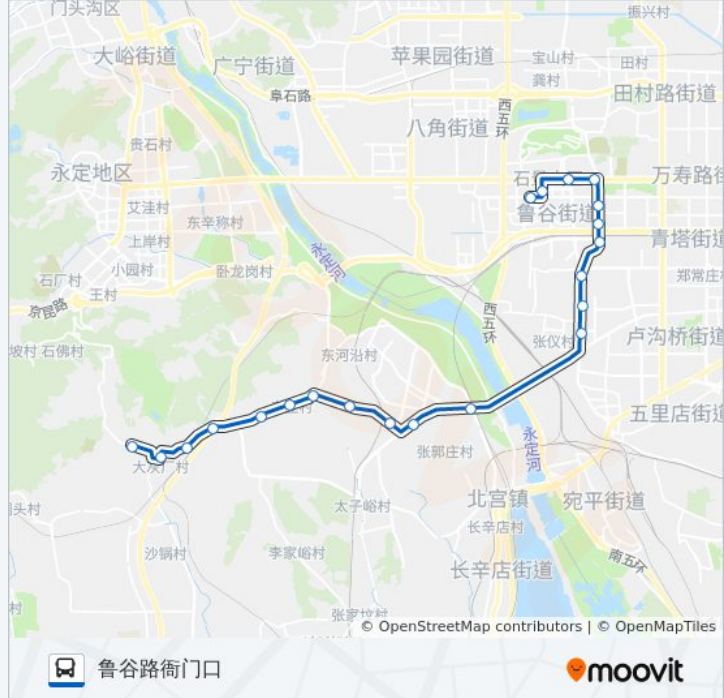 门头沟区
振兴村
大峪街道
广宁街道
苹果园街道
宝山村
田村
龚村
阜石路
西五环
田村路街
八角街道
贵石村
永定地区
石景
万寿路街
艾洼村
东辛称村
鲁谷街道
上岸村
永定河
青塔街道
小园村
石厂村
卧龙岗村
郑常庄村
王村
京昆路
西五环
坡村
石佛村
东河沿村
张仪村
卢沟桥街道
五里店街道
张郭庄村
永定河
大灰厂村
北宫镇
宛平街道
太子峪村
门头村
长辛店村
沙锅村
李家峪村
南五环
长辛店街道
张家坟村
© OpenStreetMap contributors | © OpenMapTiles
鲁谷路衙门口
moovit